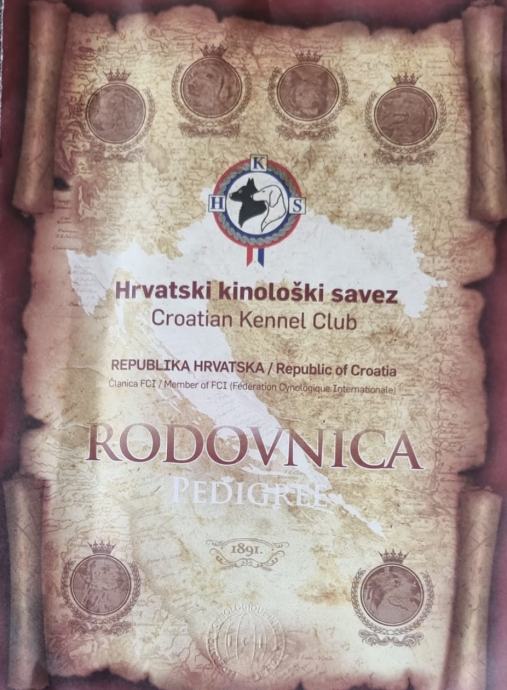 K
H S
Hrvatski kinološki savez
Croatian Kennel Club
REPUBLIKA HRVATSKA / Republic of Croatia
Članica FCI / Member of FCI (Fédération Cynologique Internationale)
RODOVNICA
PEDIGREE
1891.